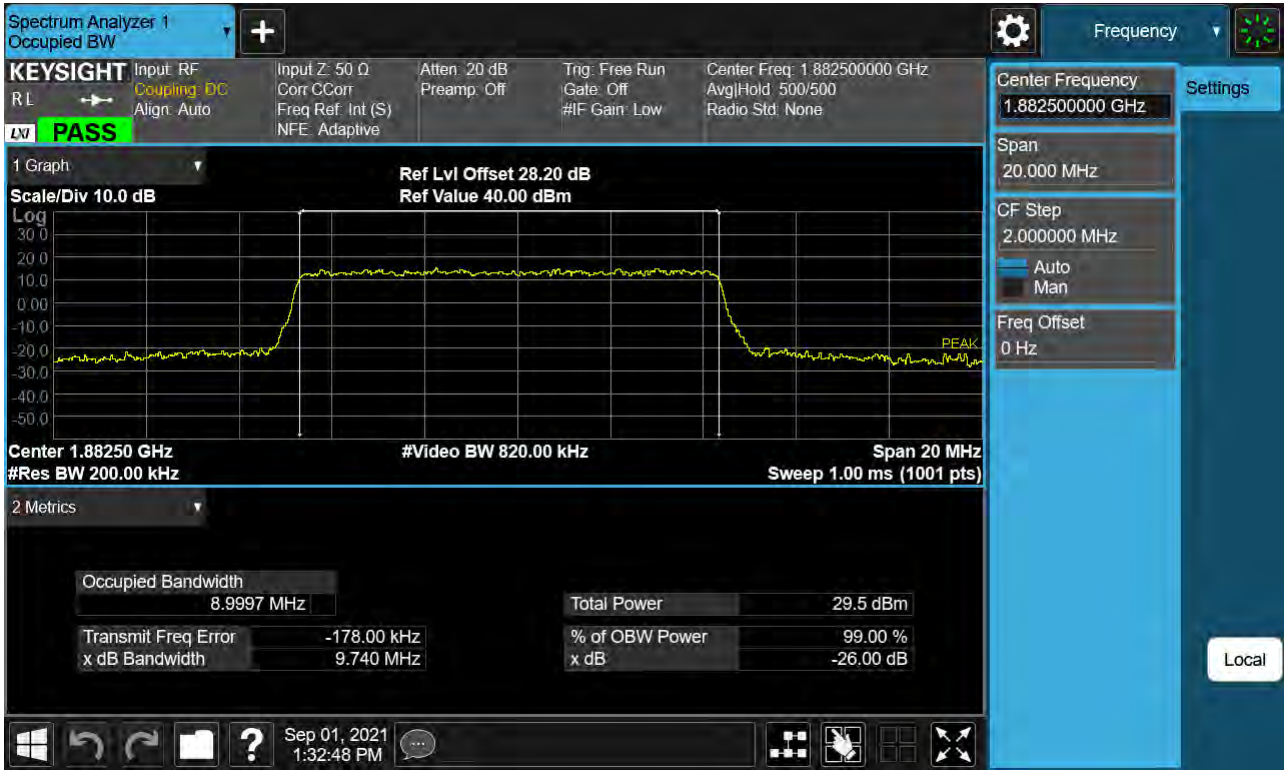 Spectrum Analyzer 1
Occupied BW
Frequency
KEYSIGHT
R L
LXI
PASS
Input: RF
Coupling: DC
Align: Auto
Input Z: 50 Ω
Corr CCorr
Freq Ref: Int (S)
NFE: Adaptive
Atten: 20 dB
Preamp: Off
Trig: Free Run
Gate: Off
#IF Gain: Low
Center Freq: 1.882500000 GHz
Avg|Hold: 500/500
Radio Std: None
Center Frequency
1.882500000 GHz
Settings
Span
20.000 MHz
CF Step
2.000000 MHz
Auto
Man
Freq Offset
0 Hz
1 Graph
Scale/Div 10.0 dB
Ref Lvl Offset 28.20 dB
Ref Value 40.00 dBm
Log
30.0
20.0
10.0
0.00
-10.0
-20.0
-30.0
-40.0
-50.0
PEAK
Center 1.88250 GHz
#Video BW 820.00 kHz
Span 20 MHz
#Res BW 200.00 kHz
Sweep 1.00 ms (1001 pts)
2 Metrics
Occupied Bandwidth
8.9997 MHz
Total Power 29.5 dBm
Transmit Freq Error -178.00 kHz
% of OBW Power 99.00 %
x dB Bandwidth 9.740 MHz
x dB -26.00 dB
Local
?
Sep 01, 2021
1:32:48 PM